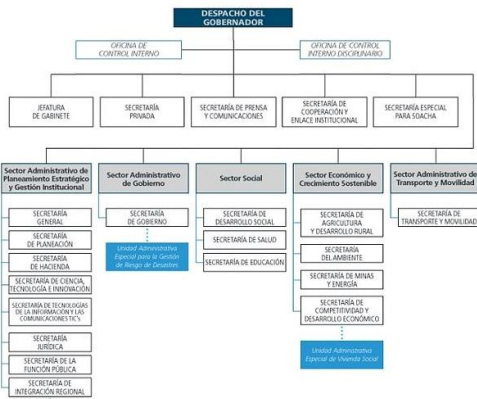 DESPACHO DEL
GOBERNADOR
OFICINA DE
CONTROL INTERNO
OFICINA DE CONTROL
INTERNO DISCIPLINARIO
JEFATURA
DE GABINETE
SECRETARÍA
PRIVADA
SECRETARÍA DE PRENSA
Y COMUNICACIONES
SECRETARÍA DE
COOPERACIÓN Y
ENLACE INSTITUCIONAL
SECRETARÍA ESPECIAL
PARA SOACHA
Sector Administrativo de
Planeamiento Estratégico
y Gestión Institucional
SECRETARÍA
GENERAL
SECRETARÍA
DE PLANEACIÓN
SECRETARÍA
DE HACIENDA
SECRETARÍA DE CIENCIA,
TECNOLOGÍA E INNOVACIÓN
SECRETARÍA DE TECNOLOGÍAS
DE LA INFORMACIÓN Y LAS
COMUNICACIONES TIC's
SECRETARÍA
JURÍDICA
SECRETARÍA DE LA
FUNCIÓN PÚBLICA
SECRETARÍA DE
INTEGRACIÓN REGIONAL
Sector Administrativo
de Gobierno
SECRETARÍA
DE GOBIERNO
Unidad Administrativa
Especial para la Gestión
de Riesgo de Desastres
Sector Social
SECRETARÍA DE
DESARROLLO SOCIAL
SECRETARÍA DE SALUD
SECRETARÍA DE EDUCACIÓN
Sector Económico y
Crecimiento Sostenible
SECRETARÍA DE
AGRICULTURA
Y DESARROLLO RURAL
SECRETARÍA
DEL AMBIENTE
SECRETARÍA DE MINAS
Y ENERGÍA
SECRETARÍA DE
COMPETITIVIDAD Y
DESARROLLO ECONÓMICO
Unidad Administrativa
Especial de Vivienda Social
Sector Administrativo de
Transporte y Movilidad
SECRETARÍA DE
TRANSPORTE Y MOVILIDAD